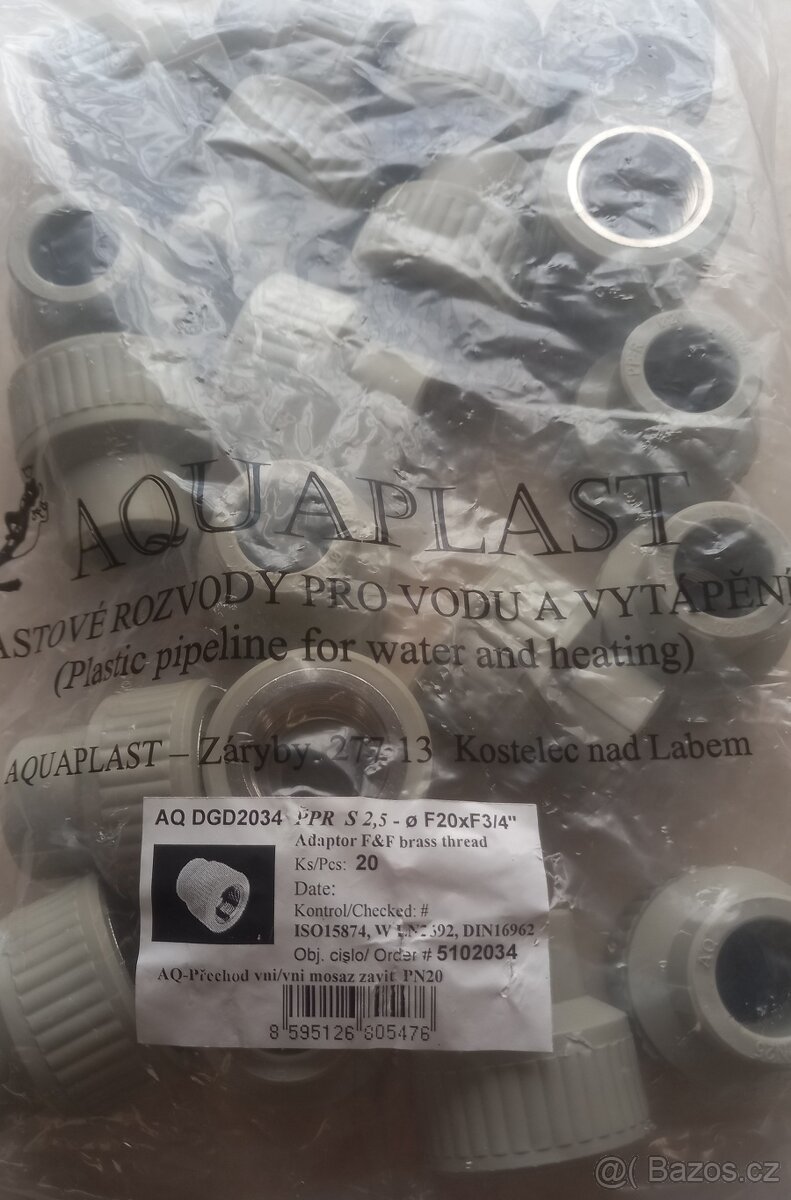 AQUAPLAST
ASTOVÉ ROZVODY PRO VODU A VYTÁPĚNÍ
(Plastic pipeline for water and heating)
AQUAPLAST – Záryby 277 13 Kostelec nad Labem
AQ DGD2034 PPR S 2,5 - ø F20xF3/4"
Adaptor F&F brass thread
Ks/Pcs: 20
Date:
Kontrol/Checked: #
ISO15874, DIN16962
Obj. cislo/ Order # 5102034
AQ-Přechod vni/vni mosaz zavit PN20
8 595126 805476
PPR
AQ
@( Bazos.cz